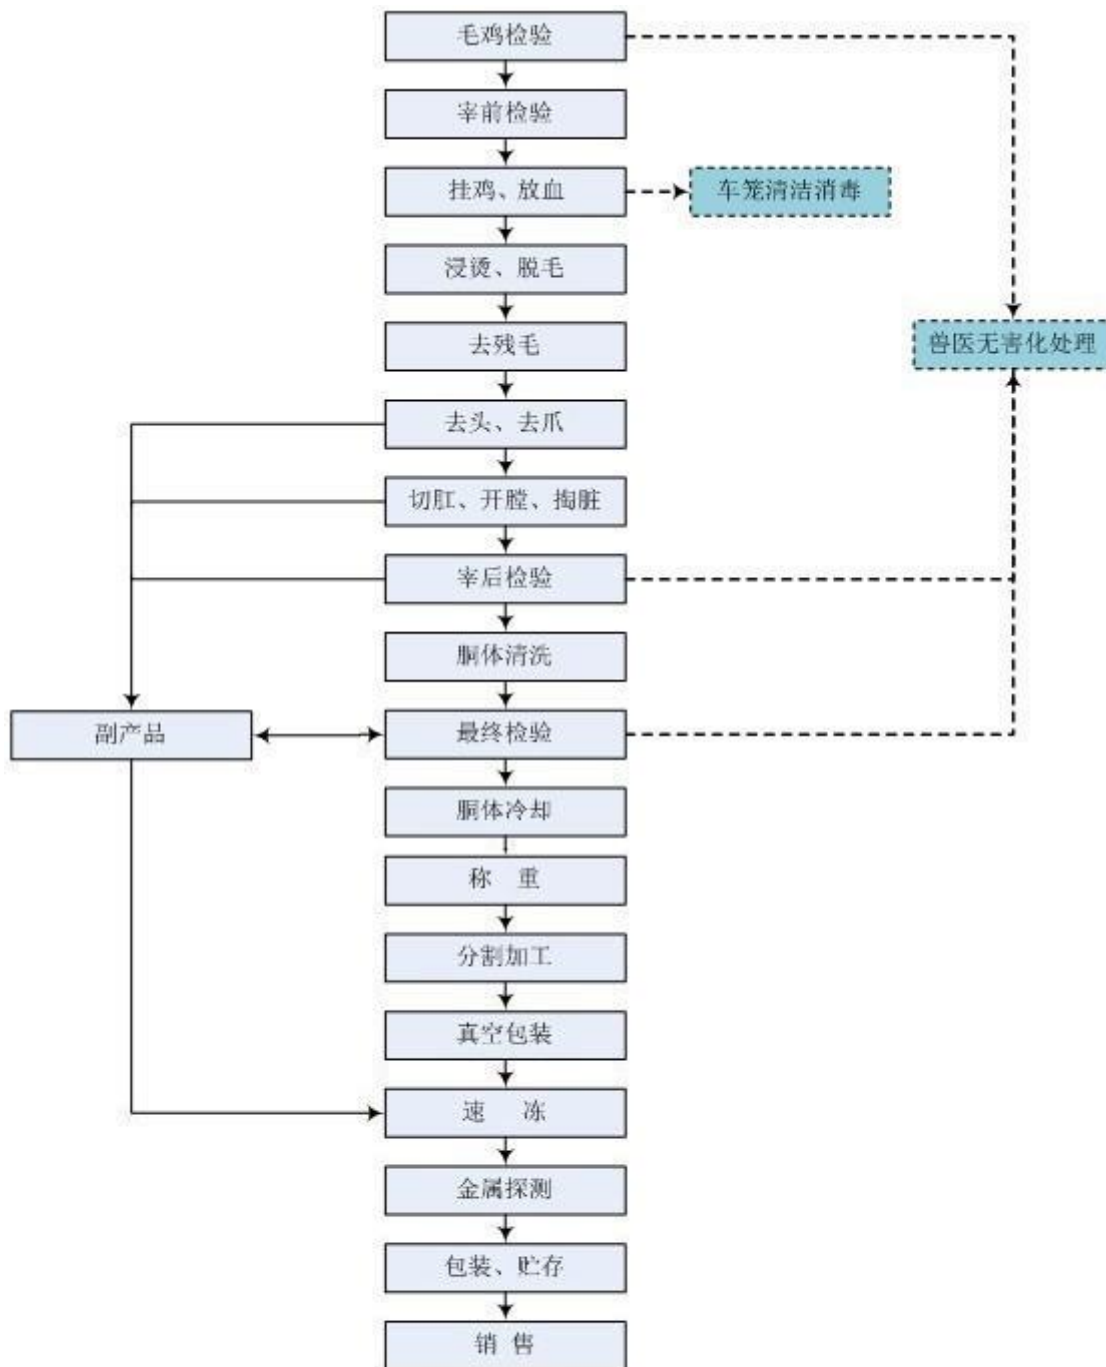 毛鸡检验
宰前检验
挂鸡、放血
车笼清洁消毒
浸烫、脱毛
去残毛
兽医无害化处理
去头、去爪
切肛、开膛、掏脏
宰后检验
胴体清洗
副产品
最终检验
胴体冷却
称 重
分割加工
真空包装
速 冻
金属探测
包装、贮存
销 售